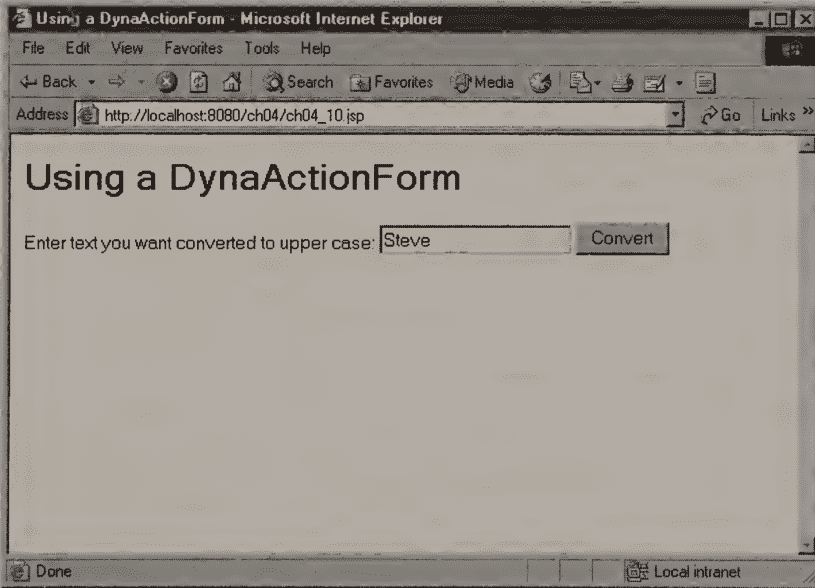 Using a DynaActionForm - Microsoft Internet Explorer
File Edit View Favorites Tools Help
Back Search Favorites Media
Address http://localhost:8080/ch04/ch04_10.jsp Go Links »
Using a DynaActionForm
Enter text you want converted to upper case: Steve Convert
Done Local intranet